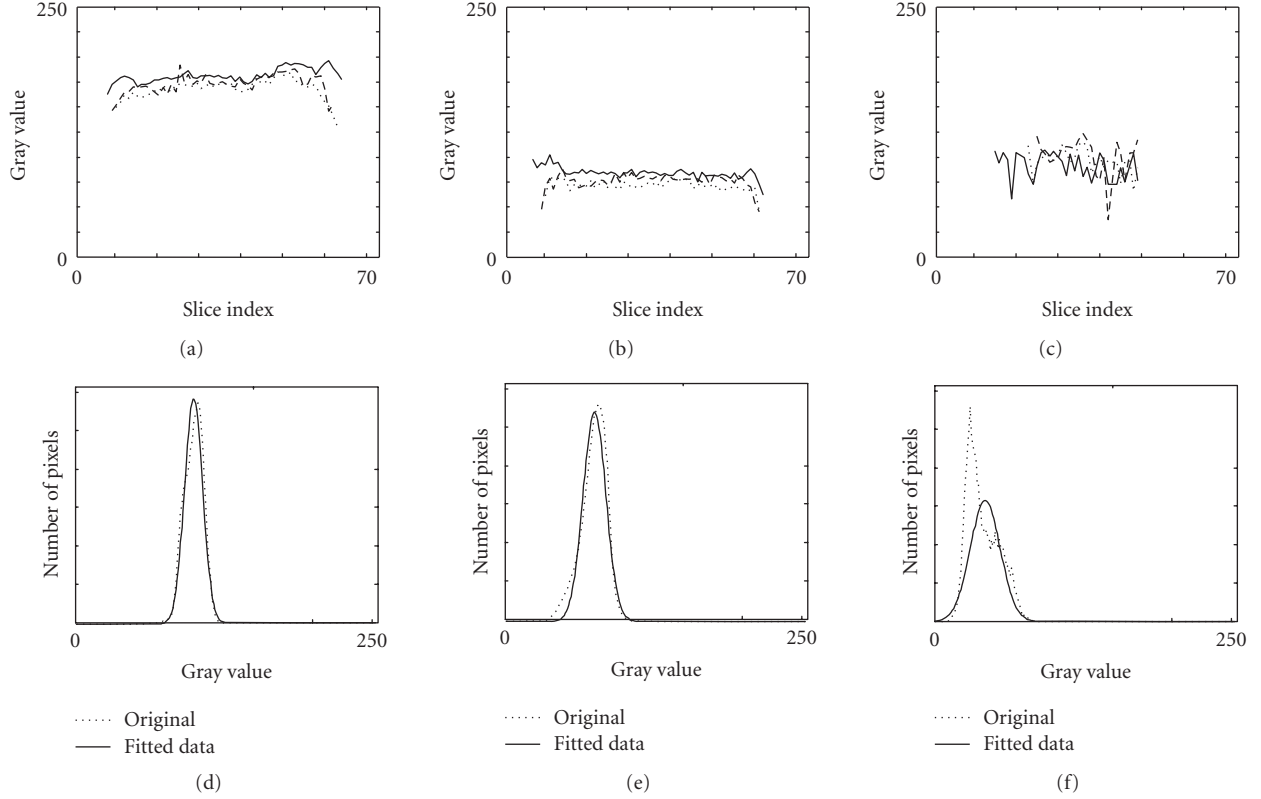 250
Gray value
0
0
70
Slice index
(a)
250
Gray value
0
0
70
Slice index
(b)
250
Gray value
0
0
70
Slice index
(c)
Number of pixels
0
250
Gray value
Original
Fitted data
(d)
Number of pixels
0
250
Gray value
Original
Fitted data
(e)
Number of pixels
0
250
Gray value
Original
Fitted data
(f)